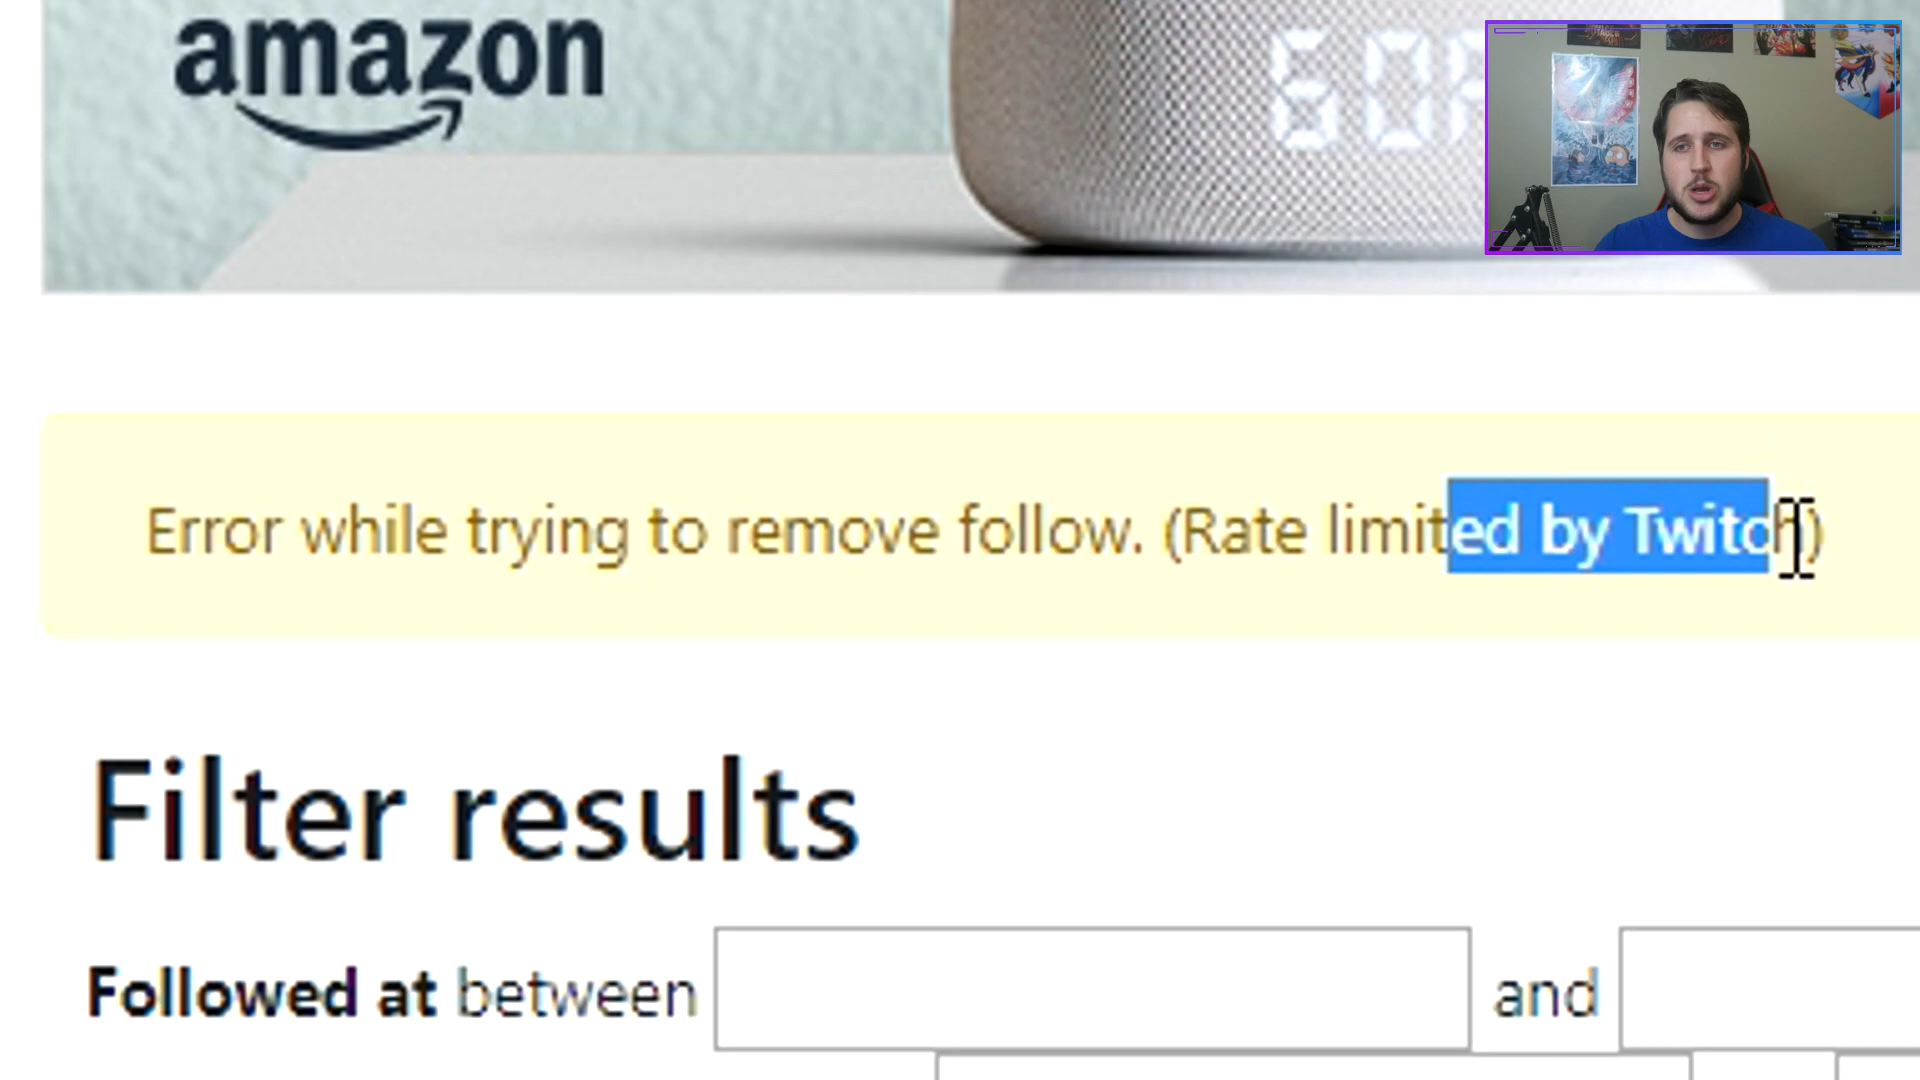 amazon
Error while trying to remove follow. (Rate limited by Twitch)
Filter results
Followed at between and